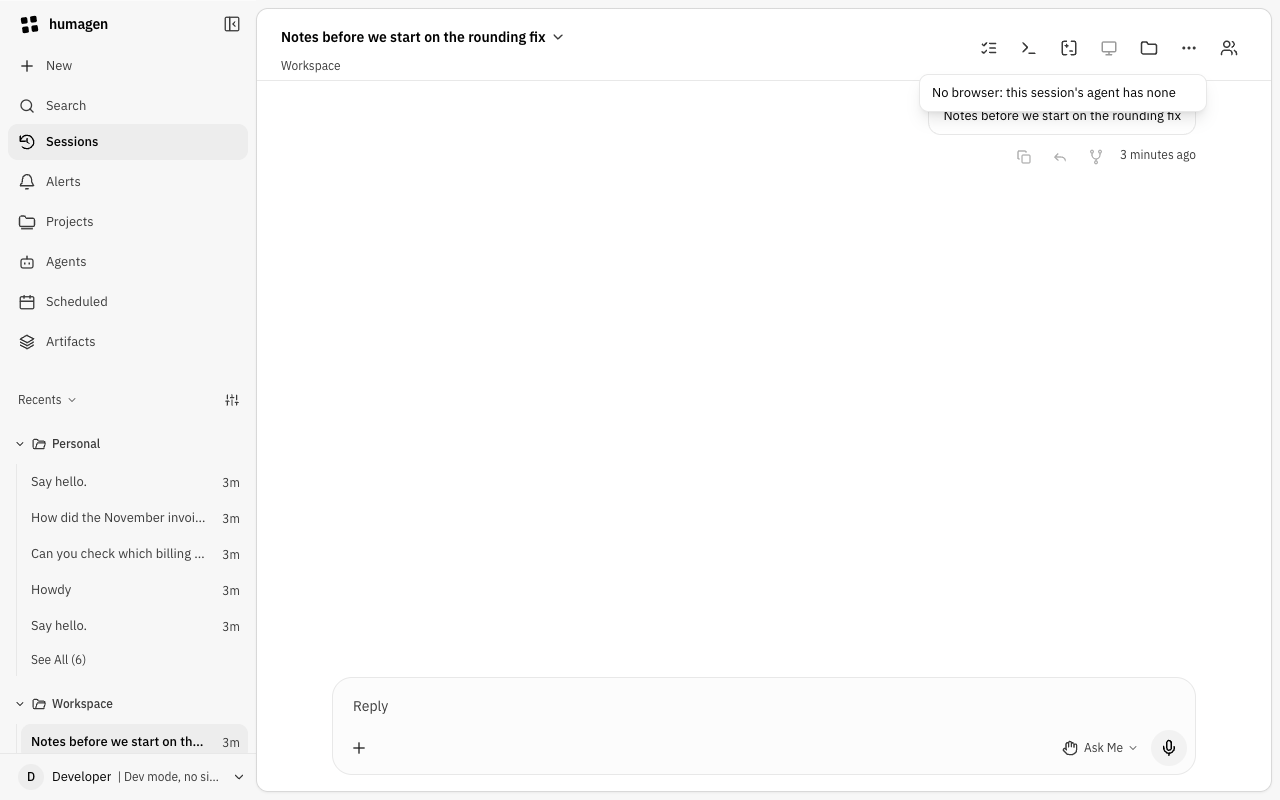 humagen
New
Search
Sessions
Alerts
Projects
Agents
Scheduled
Artifacts
Recents
Personal
Say hello. 3m
How did the November invoi... 3m
Can you check which billing ... 3m
Howdy 3m
Say hello. 3m
See All (6)
Workspace
Notes before we start on th... 3m
D Developer | Dev mode, no si...
Notes before we start on the rounding fix
Workspace
No browser: this session's agent has none
Notes before we start on the rounding fix
3 minutes ago
Reply
Ask Me